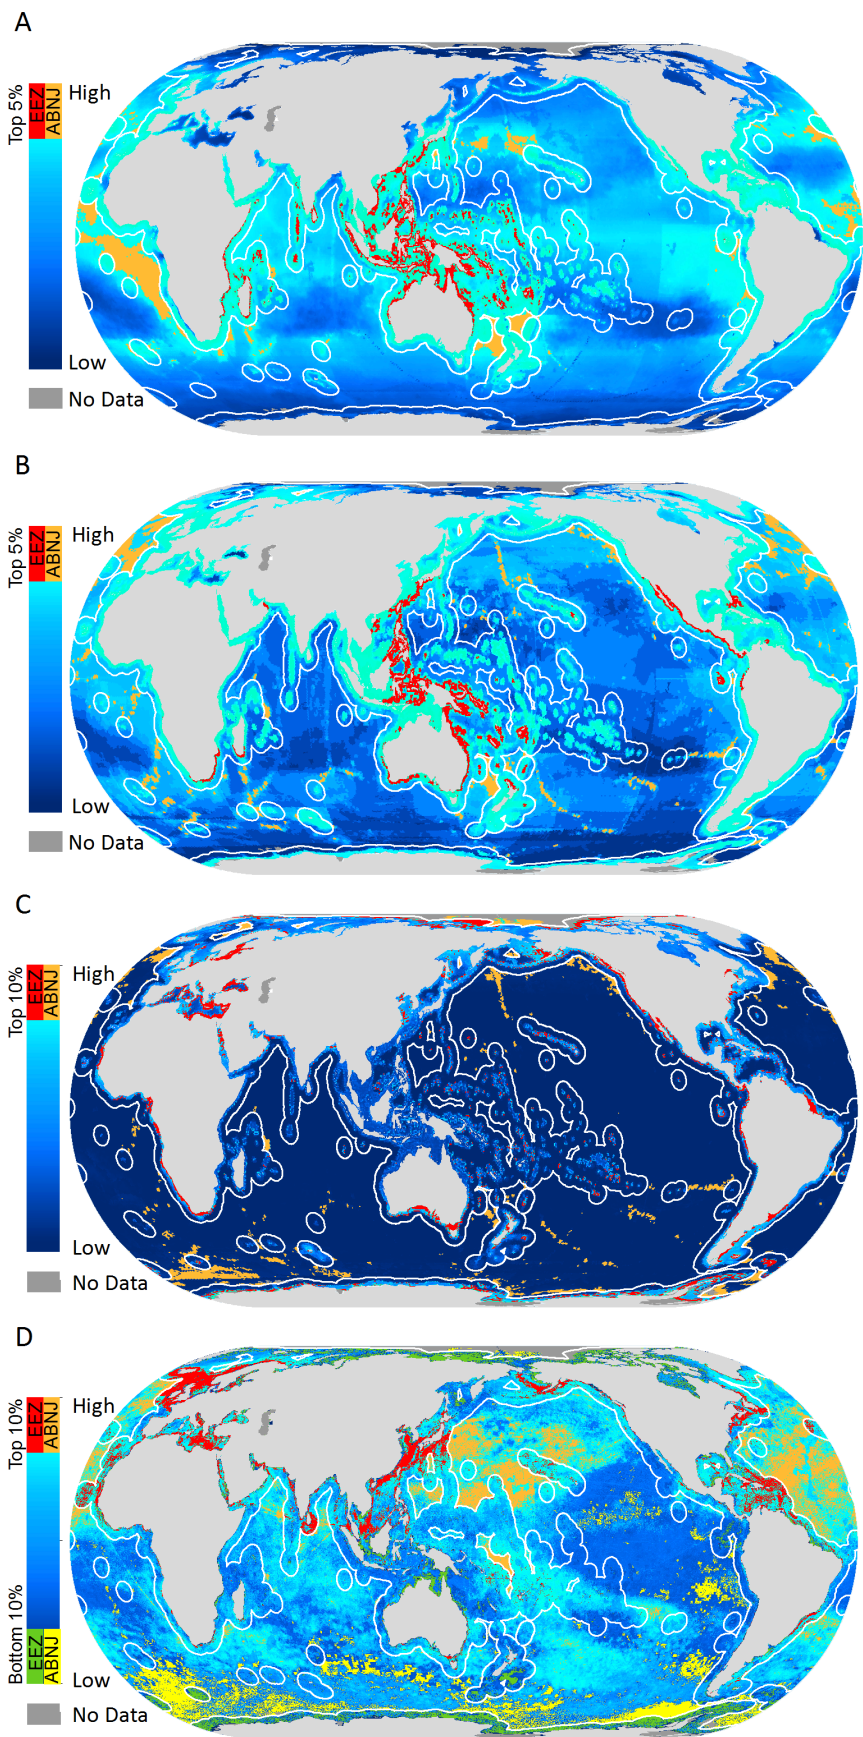 A
Top 5%
EEZ
ABNJ
High
Low
No Data
B
Top 5%
EEZ
ABNJ
High
Low
No Data
C
Top 10%
EEZ
ABNJ
High
Low
No Data
D
Top 10%
EEZ
ABNJ
High
Bottom 10%
EEZ
ABNJ
Low
No Data